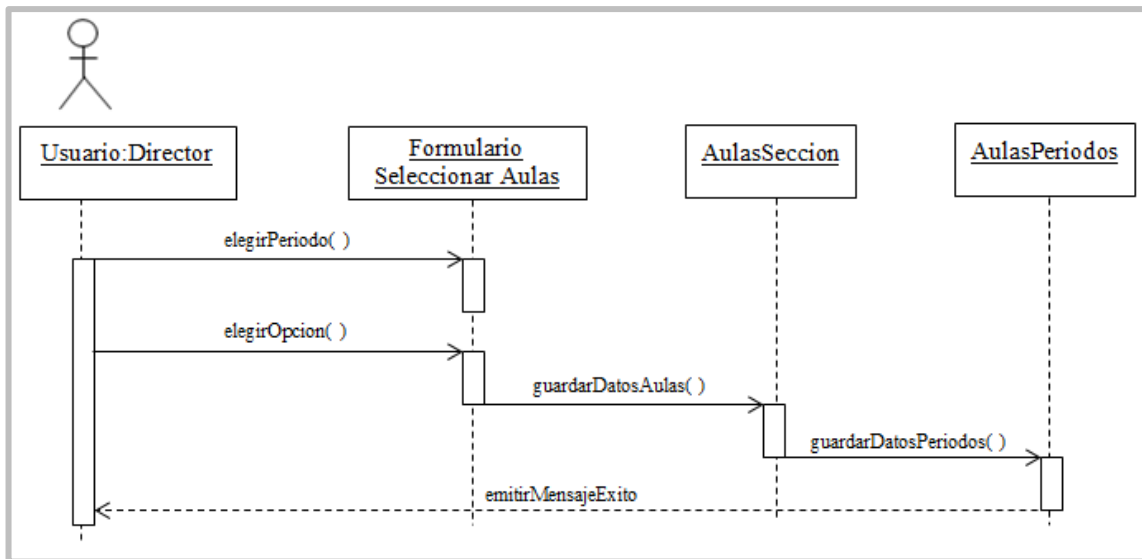 Usuario:Director
Formulario
Seleccionar Aulas
AulasSeccion
AulasPeriodos
elegirPeriodo( )
elegirOpcion( )
guardarDatosAulas( )
guardarDatosPeriodos( )
emitirMensajeExito